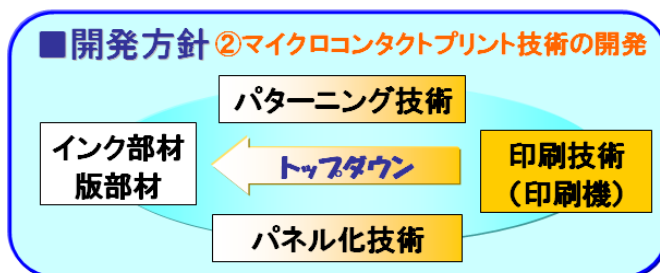 ■開発方針 ②マイクロコンタクトプリント技術の開発
パターニング技術
インク部材
版部材
トップダウン
印刷技術
（印刷機）
パネル化技術